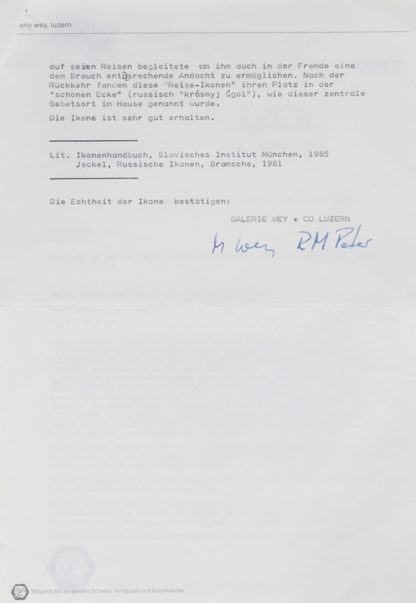 erie wey, luzern
auf seinen Reisen begleitete um ihm auch in der Fremde eine
dem Brauch entsprechende Andacht zu ermöglichen. Nach der
Rückkehr fanden diese "Reise-Ikonen" ihren Platz in der
"schönen Ecke" (russisch "krásnyj úgol"), wie dieser zentrale
Gebetsort im Hause genannt wurde.
Die Ikone ist sehr gut erhalten.
Lit. Ikonenhandbuch, Slavisches Institut München, 1985
Jeckel, Russische Ikonen, Bramsche, 1981
Die Echtheit der Ikone bestätigen:
GALERIE WEY + CO LUZERN
M Wey RM Peter
Mitglied des Verbandes Schweiz. Antiquare und Kunsthändler